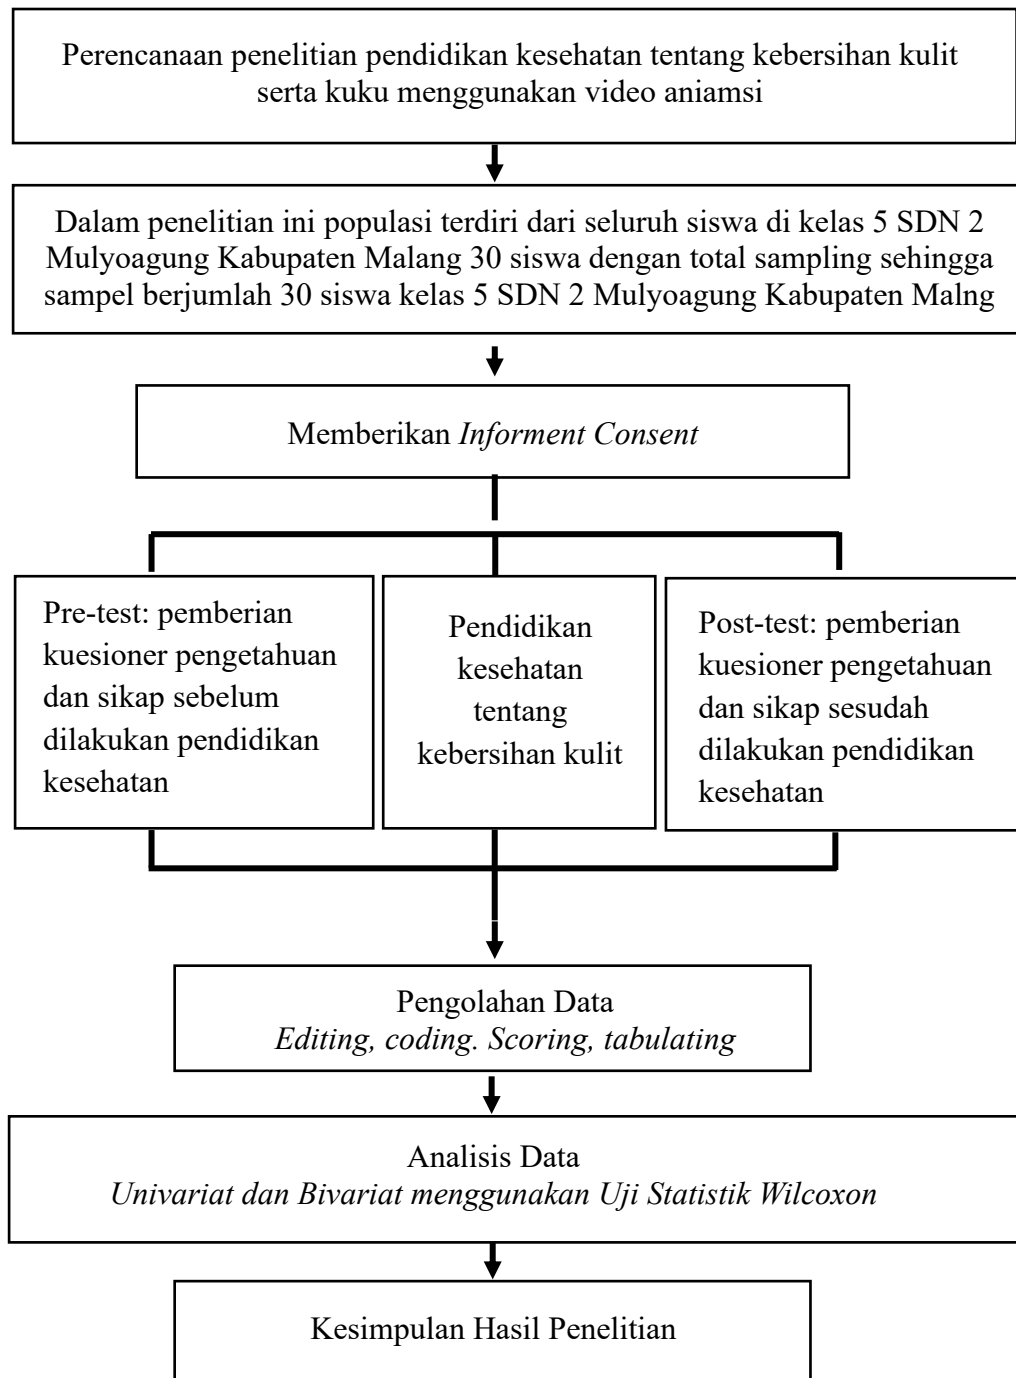 Perencanaan penelitian pendidikan kesehatan tentang kebersihan kulit
serta kuku menggunakan video aniamsi
Dalam penelitian ini populasi terdiri dari seluruh siswa di kelas 5 SDN 2
Mulyoagung Kabupaten Malang 30 siswa dengan total sampling sehingga
sampel berjumlah 30 siswa kelas 5 SDN 2 Mulyoagung Kabupaten Malng
Memberikan Informent Consent
Pre-test: pemberian
kuesioner pengetahuan
dan sikap sebelum
dilakukan pendidikan
kesehatan
Pendidikan
kesehatan
tentang
kebersihan kulit
Post-test: pemberian
kuesioner pengetahuan
dan sikap sesudah
dilakukan pendidikan
kesehatan
Pengolahan Data
Editing, coding. Scoring, tabulating
Analisis Data
Univariat dan Bivariat menggunakan Uji Statistik Wilcoxon
Kesimpulan Hasil Penelitian